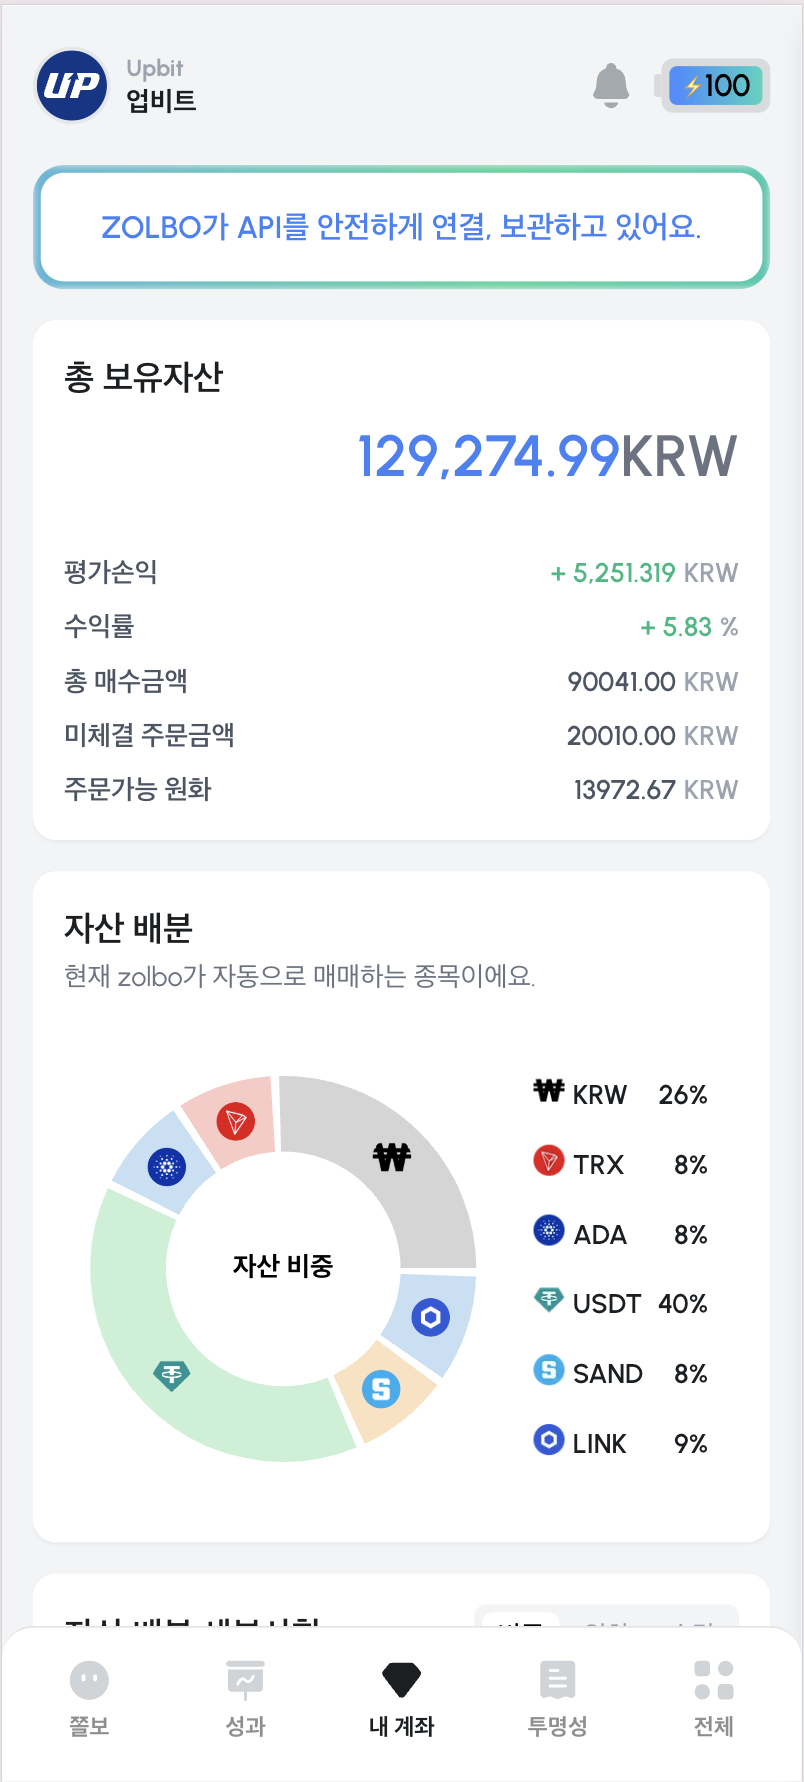 UP
Upbit
업비트
⚡100
ZOLBO가 API를 안전하게 연결, 보관하고 있어요.
총 보유자산
129,274.99KRW
평가손익 + 5,251.319 KRW
수익률 + 5.83 %
총 매수금액 90041.00 KRW
미체결 주문금액 20010.00 KRW
주문가능 원화 13972.67 KRW
자산 배분
현재 zolbo가 자동으로 매매하는 종목이에요.
자산 비중
₩ KRW 26%
TRX 8%
ADA 8%
USDT 40%
SAND 8%
LINK 9%
쫄보
성과
내 계좌
투명성
전체